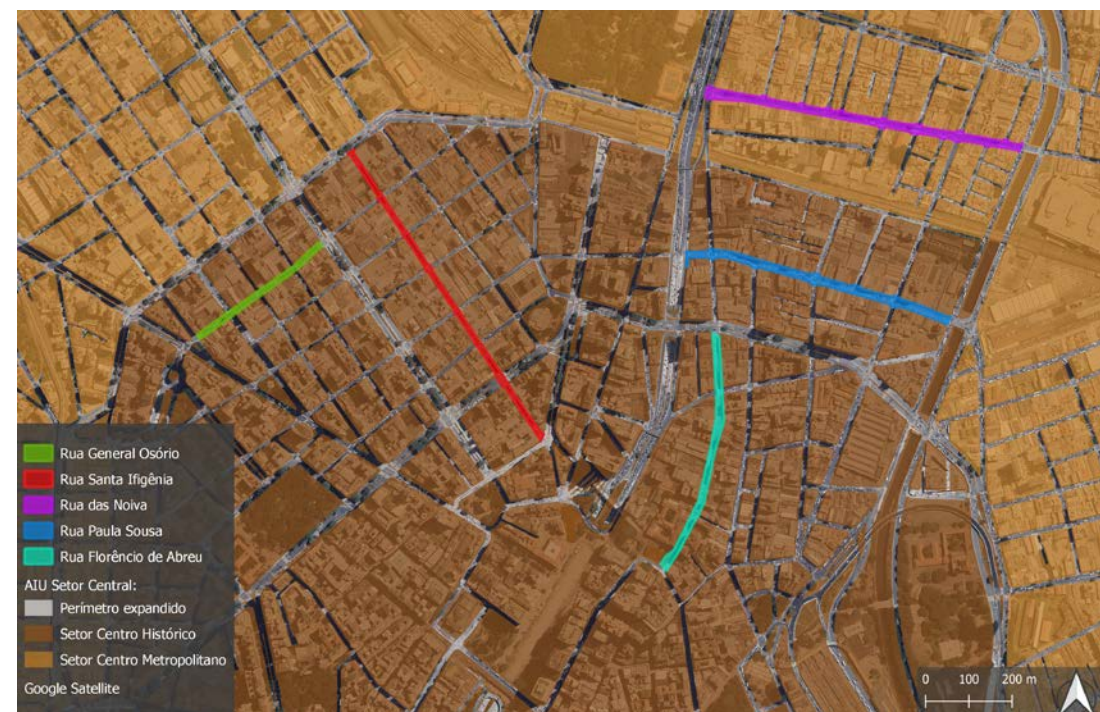 Rua General Osório
Rua Santa Ifigênia
Rua das Noiva
Rua Paula Sousa
Rua Florêncio de Abreu
AIU Setor Central:
Perímetro expandido
Setor Centro Histórico
Setor Centro Metropolitano
Google Satellite
0 100 200 m